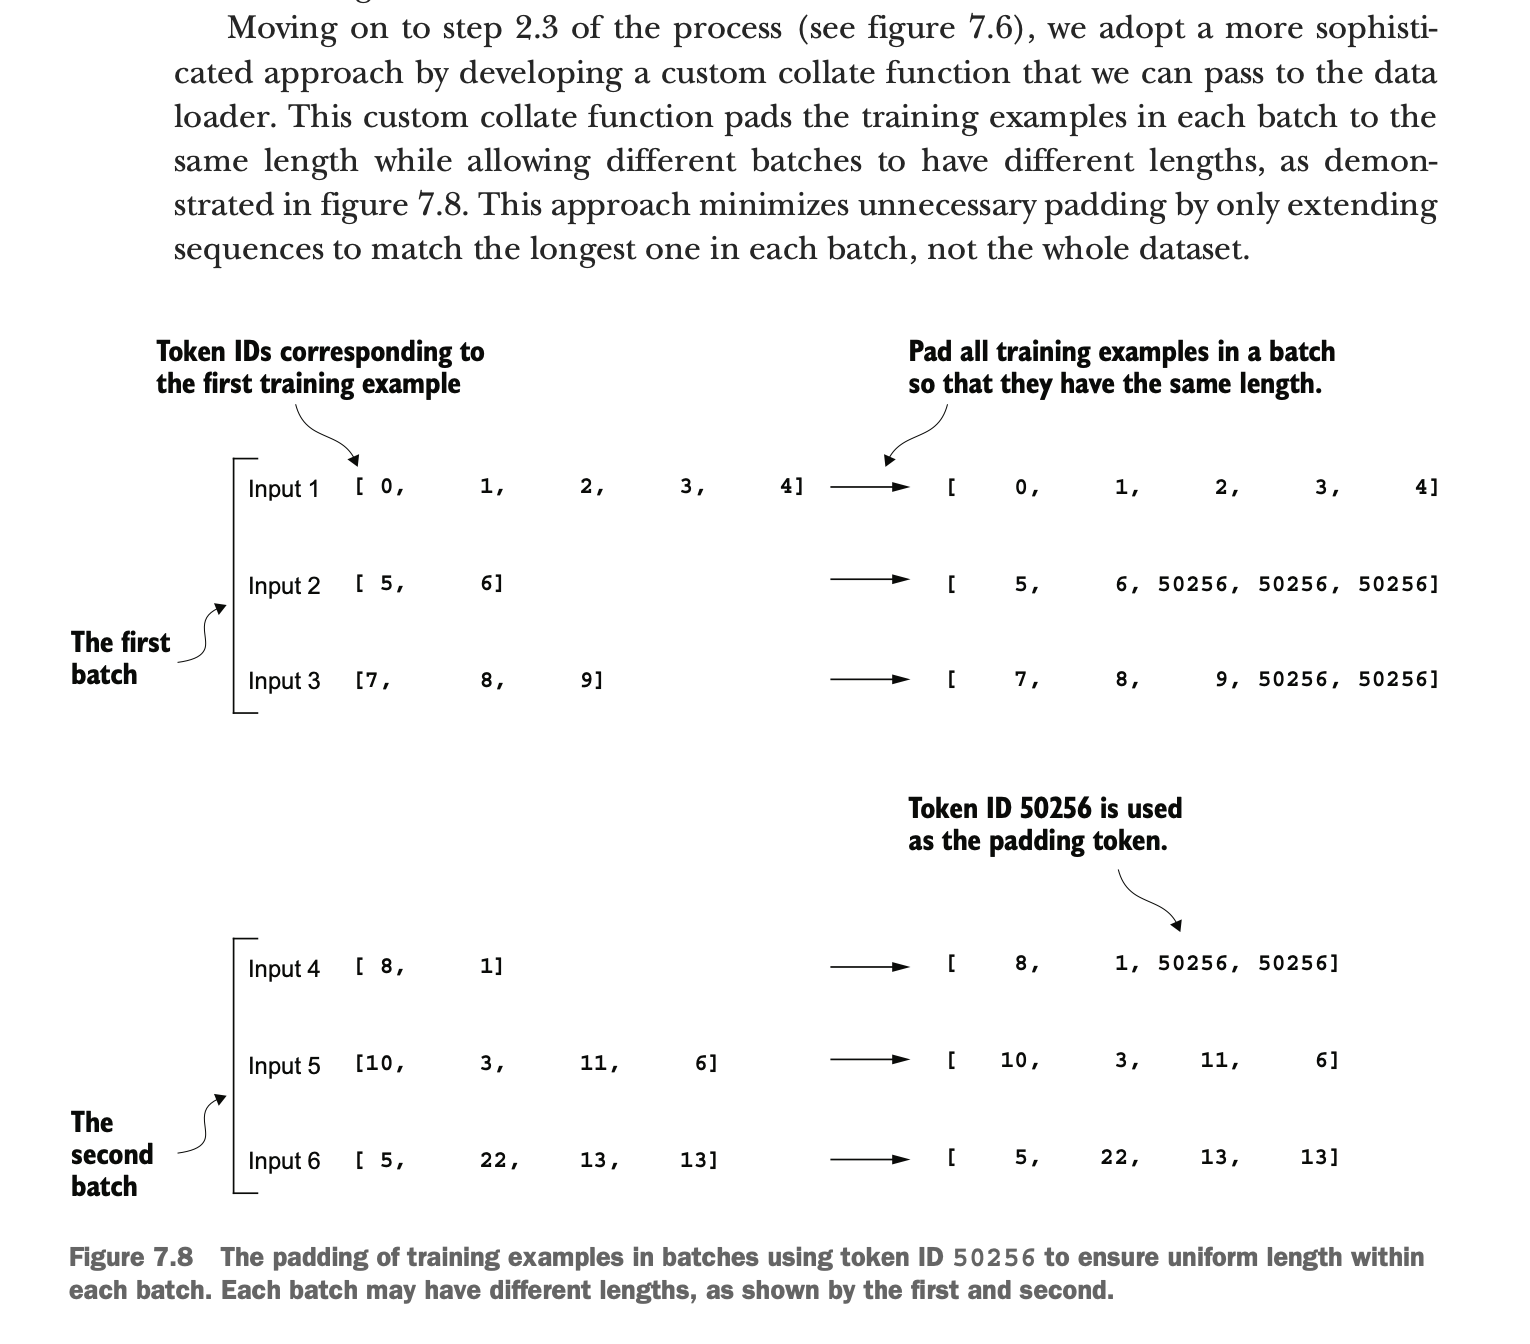 Moving on to step 2.3 of the process (see figure 7.6), we adopt a more sophisti-
cated approach by developing a custom collate function that we can pass to the data
loader. This custom collate function pads the training examples in each batch to the
same length while allowing different batches to have different lengths, as demon-
strated in figure 7.8. This approach minimizes unnecessary padding by only extending
sequences to match the longest one in each batch, not the whole dataset.
Token IDs corresponding to
the first training example
Pad all training examples in a batch
so that they have the same length.
Input 1 [ 0, 1, 2, 3, 4] [ 0, 1, 2, 3, 4]
Input 2 [ 5, 6] [ 5, 6, 50256, 50256, 50256]
The first
batch
Input 3 [7, 8, 9] [ 7, 8, 9, 50256, 50256]
Token ID 50256 is used
as the padding token.
Input 4 [ 8, 1] [ 8, 1, 50256, 50256]
Input 5 [10, 3, 11, 6] [ 10, 3, 11, 6]
The
second
batch
Input 6 [ 5, 22, 13, 13] [ 5, 22, 13, 13]
Figure 7.8 The padding of training examples in batches using token ID 50256 to ensure uniform length within
each batch. Each batch may have different lengths, as shown by the first and second.